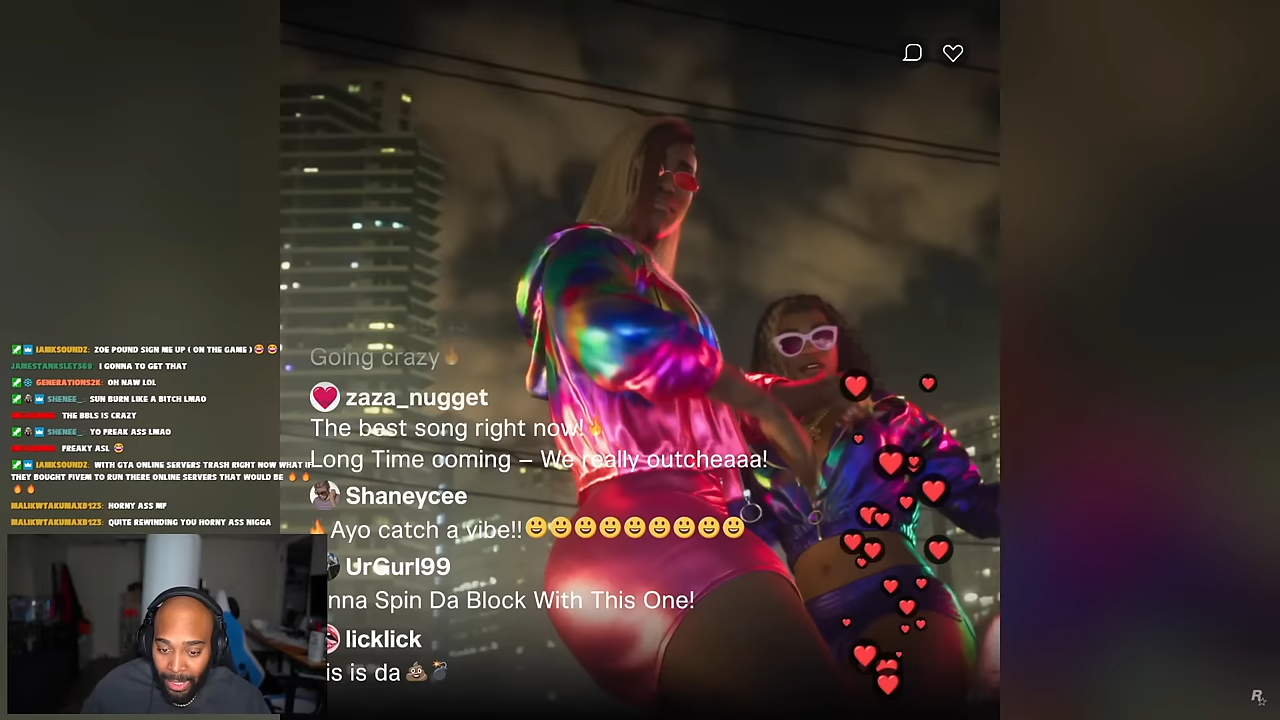 IAMKSOUNDZ: ZOE POUND SIGN ME UP ( ON THE GAME ) 😍 😍
JAMESTANKSLEY369: I GONNA TO GET THAT
GENERATIONS2K: OH NAW LOL
SHENEE_: SUN BURN LIKE A BITCH LMAO
THE BBLS IS CRAZY
SHENEE_: YO FREAK ASS LMAO
FREAKY ASL 😍
IAMKSOUNDZ: WITH GTA ONLINE SERVERS TRASH RIGHT NOW WHAT IF
THEY BOUGHT FIVEM TO RUN THERE ONLINE SERVERS THAT WOULD BE 🔥 🔥
🔥 🔥
MALIKWTAKUMAXB123: HORNY ASS MF
MALIKWTAKUMAXB123: QUITE REWINDING YOU HORNY ASS NIGGA
Going crazy🔥
zaza_nugget
The best song right now!🔥
Long Time coming – We really outcheaaa!
Shaneycee
🔥 Ayo catch a vibe!!😀😀😀😀😀😀😀😀😀
UrGurl99
nna Spin Da Block With This One!
licklick
is is da💩💣
R